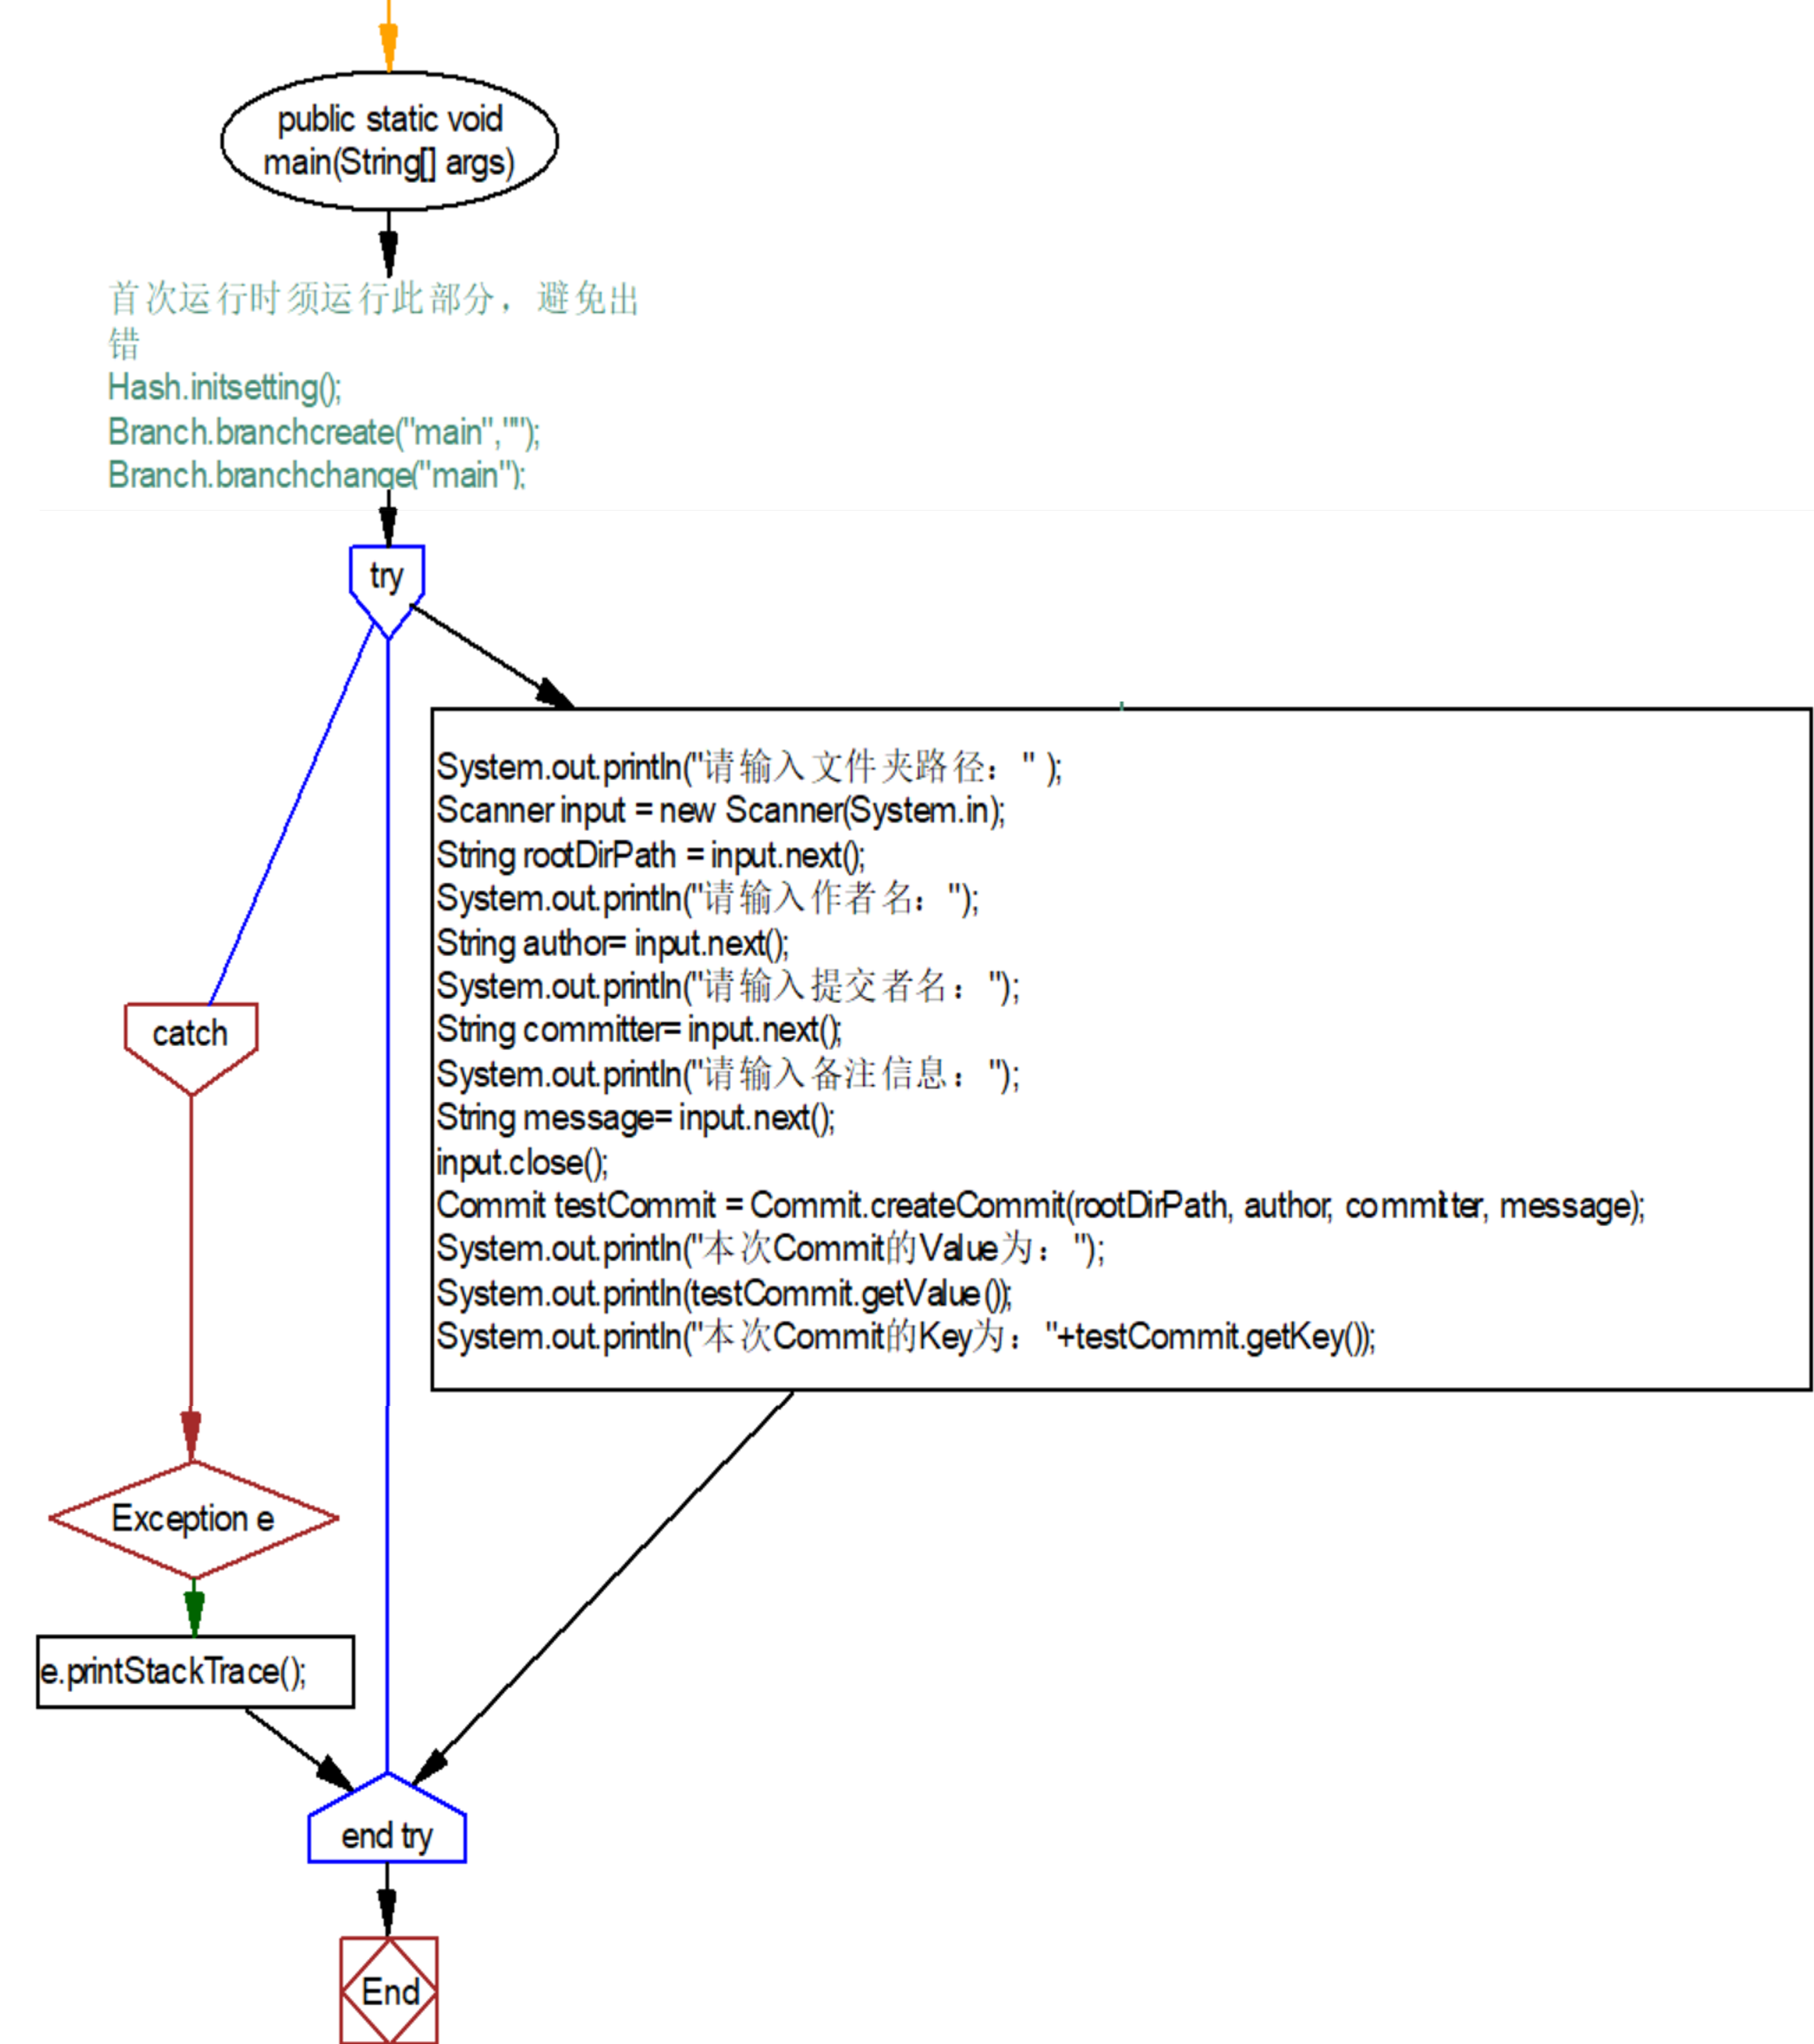 public static void
main(String[] args)
首次运行时须运行此部分，避免出
错
Hash.initsetting();
Branch.branchcreate("main","");
Branch.branchchange("main");
try
System.out.println("请输入文件夹路径：" );
Scanner input = new Scanner(System.in);
String rootDirPath = input.next();
System.out.println("请输入作者名：");
String author= input.next();
System.out.println("请输入提交者名：");
String committer= input.next();
System.out.println("请输入备注信息：");
String message= input.next();
input.close();
Commit testCommit = Commit.createCommit(rootDirPath, author, committer, message);
System.out.println("本次Commit的Value为：");
System.out.println(testCommit.getValue());
System.out.println("本次Commit的Key为："+testCommit.getKey());
catch
Exception e
e.printStackTrace();
end try
End